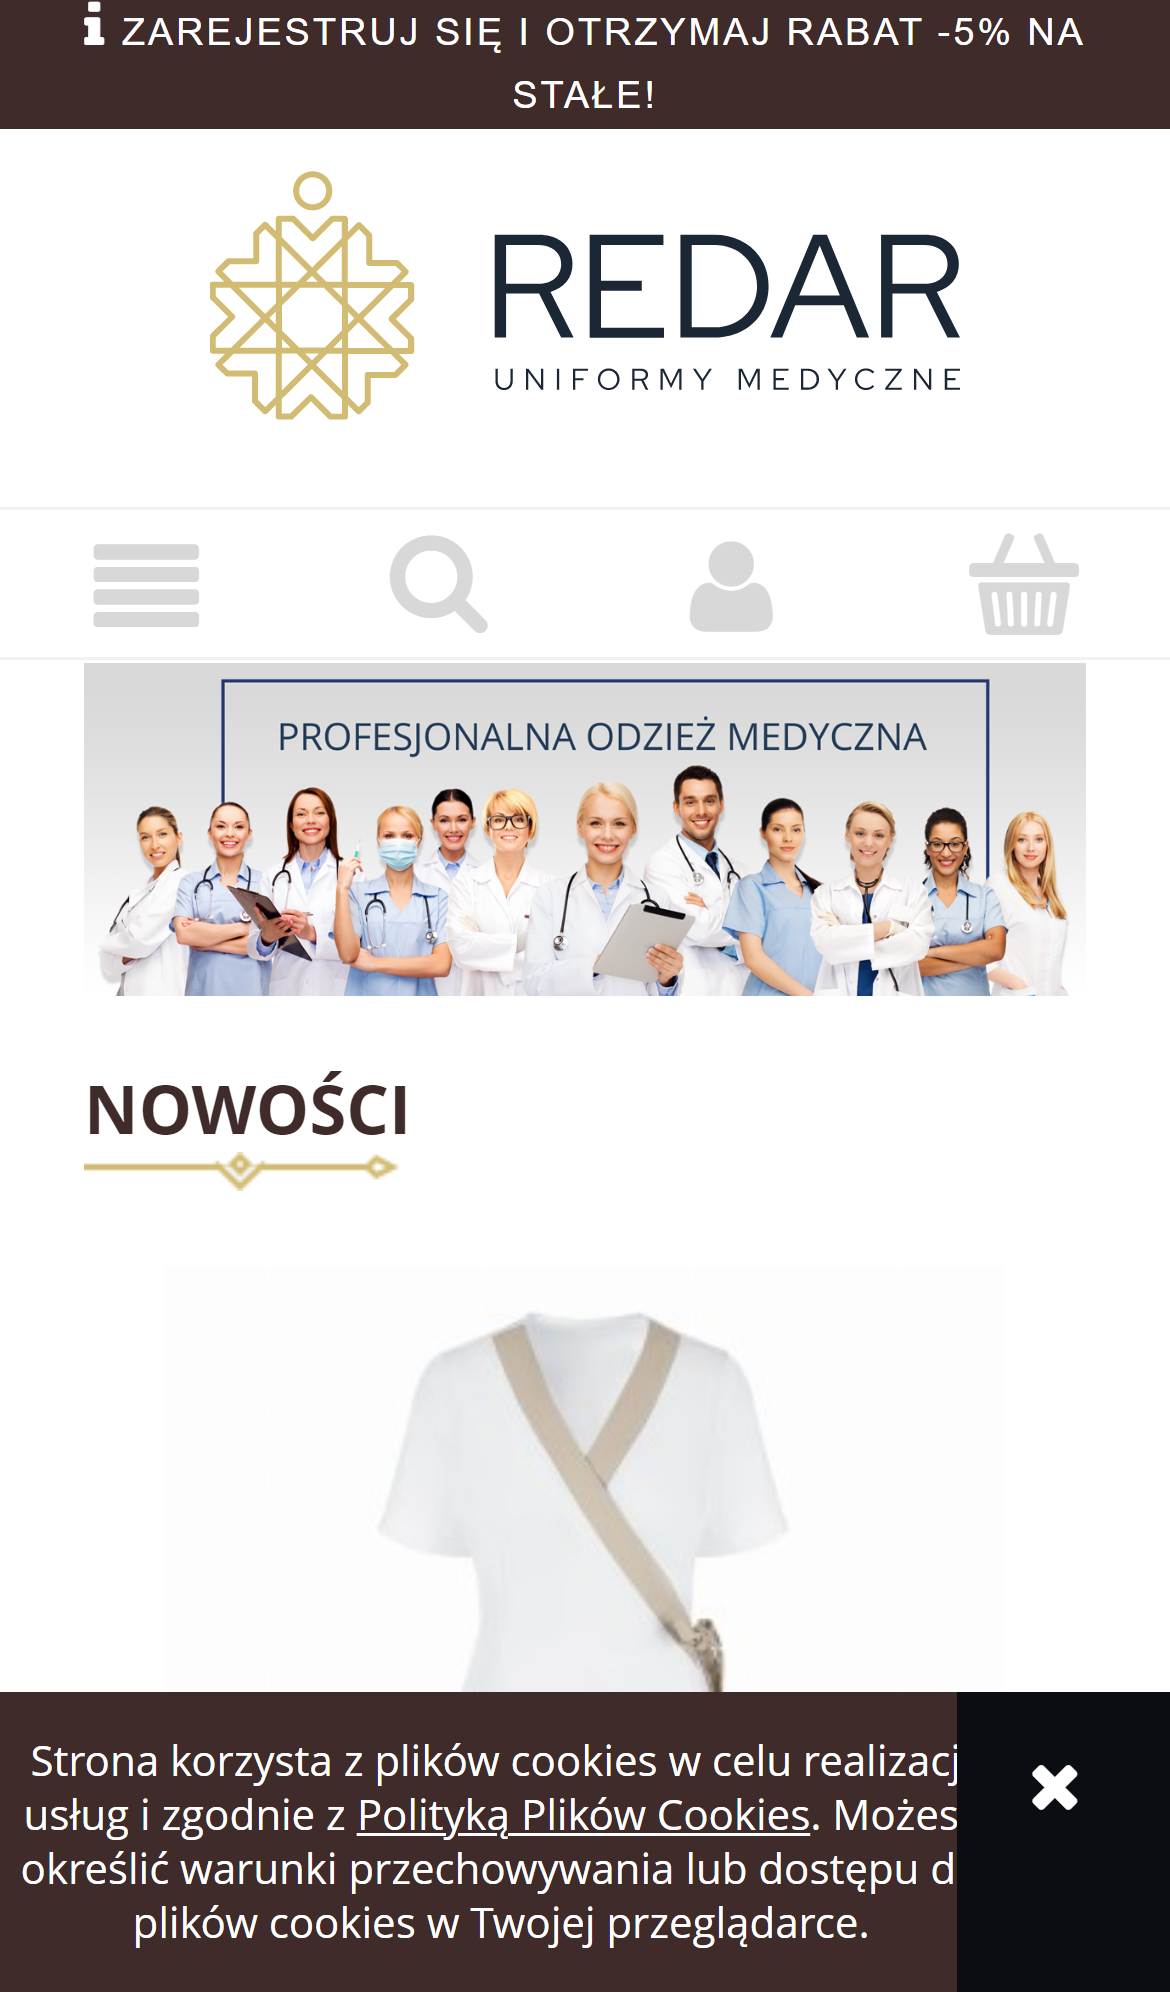 ZAREJESTRUJ SIĘ I OTRZYMAJ RABAT -5% NA
STAŁE!
REDAR
UNIFORMY MEDYCZNE
PROFESJONALNA ODZIEŻ MEDYCZNA
NOWOŚCI
Strona korzysta z plików cookies w celu realizacj
usług i zgodnie z Polityką Plików Cookies. Możes
określić warunki przechowywania lub dostępu d
plików cookies w Twojej przeglądarce.